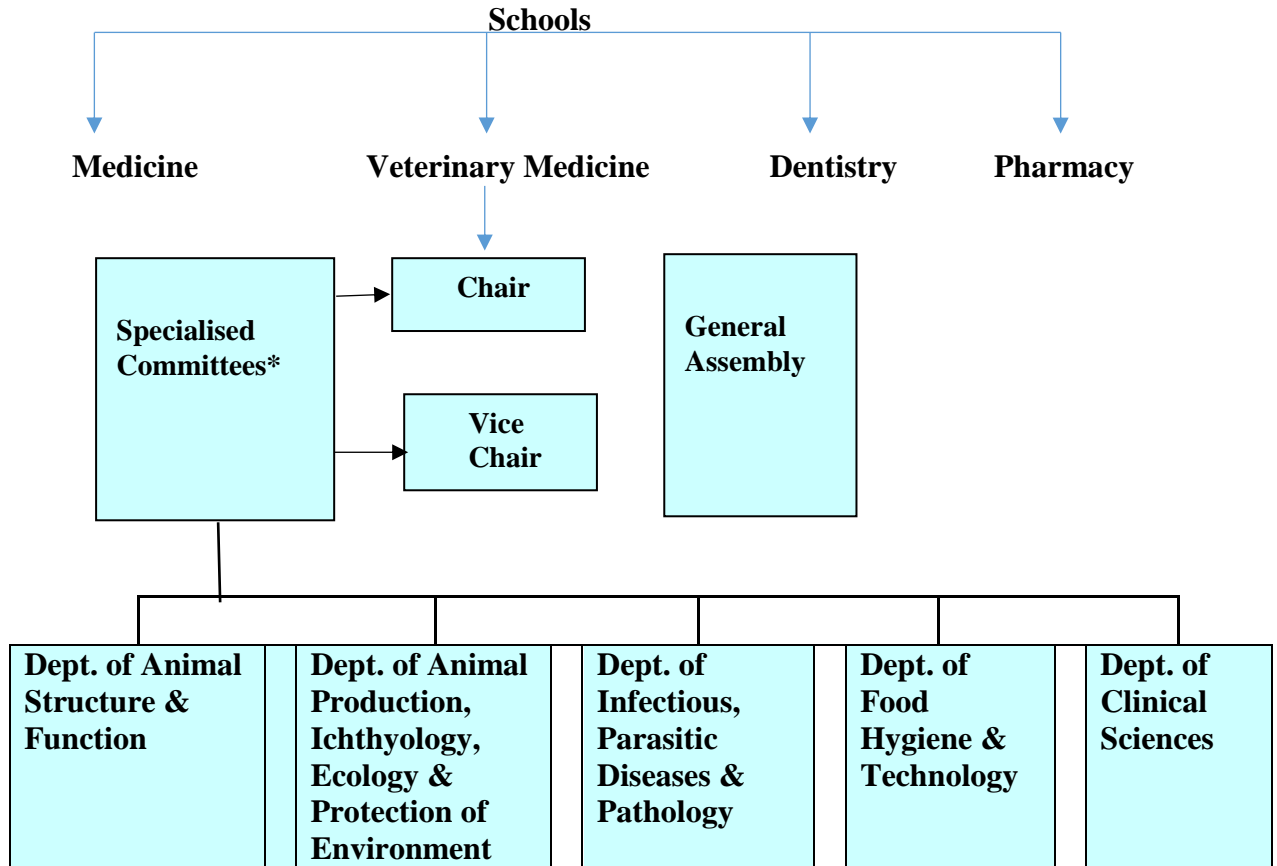 Schools
Medicine
Veterinary Medicine
Dentistry
Pharmacy
Specialised
Committees*
Chair
Vice
Chair
General
Assembly
Dept. of Animal
Structure &
Function
Dept. of Animal
Production,
Ichthyology,
Ecology &
Protection of
Environment
Dept. of
Infectious,
Parasitic
Diseases &
Pathology
Dept. of
Food
Hygiene &
Technology
Dept. of
Clinical
Sciences